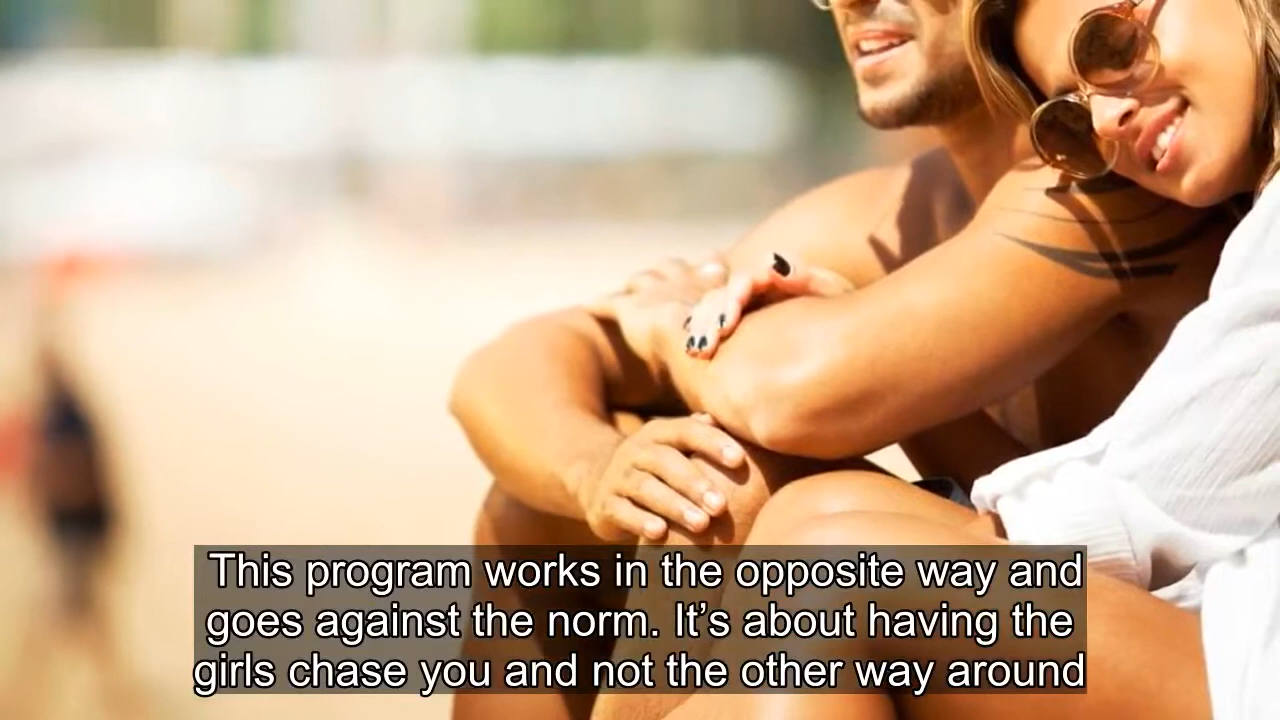 This program works in the opposite way and
goes against the norm. It’s about having the
girls chase you and not the other way around